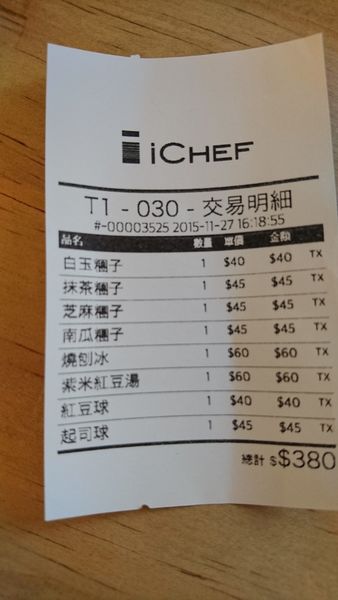 iCHEF
T1 - 030 - 交易明細
#-00003525 2015-11-27 16:18:55
品名 數量 單價 金額
白玉糰子 1 $40 $40 TX
抹茶糰子 1 $45 $45 TX
芝麻糰子 1 $45 $45 TX
南瓜糰子 1 $45 $45 TX
燒刨冰 1 $60 $60 TX
紫米紅豆湯 1 $60 $60 TX
紅豆球 1 $40 $40 TX
起司球 1 $45 $45 TX
總計 $$380